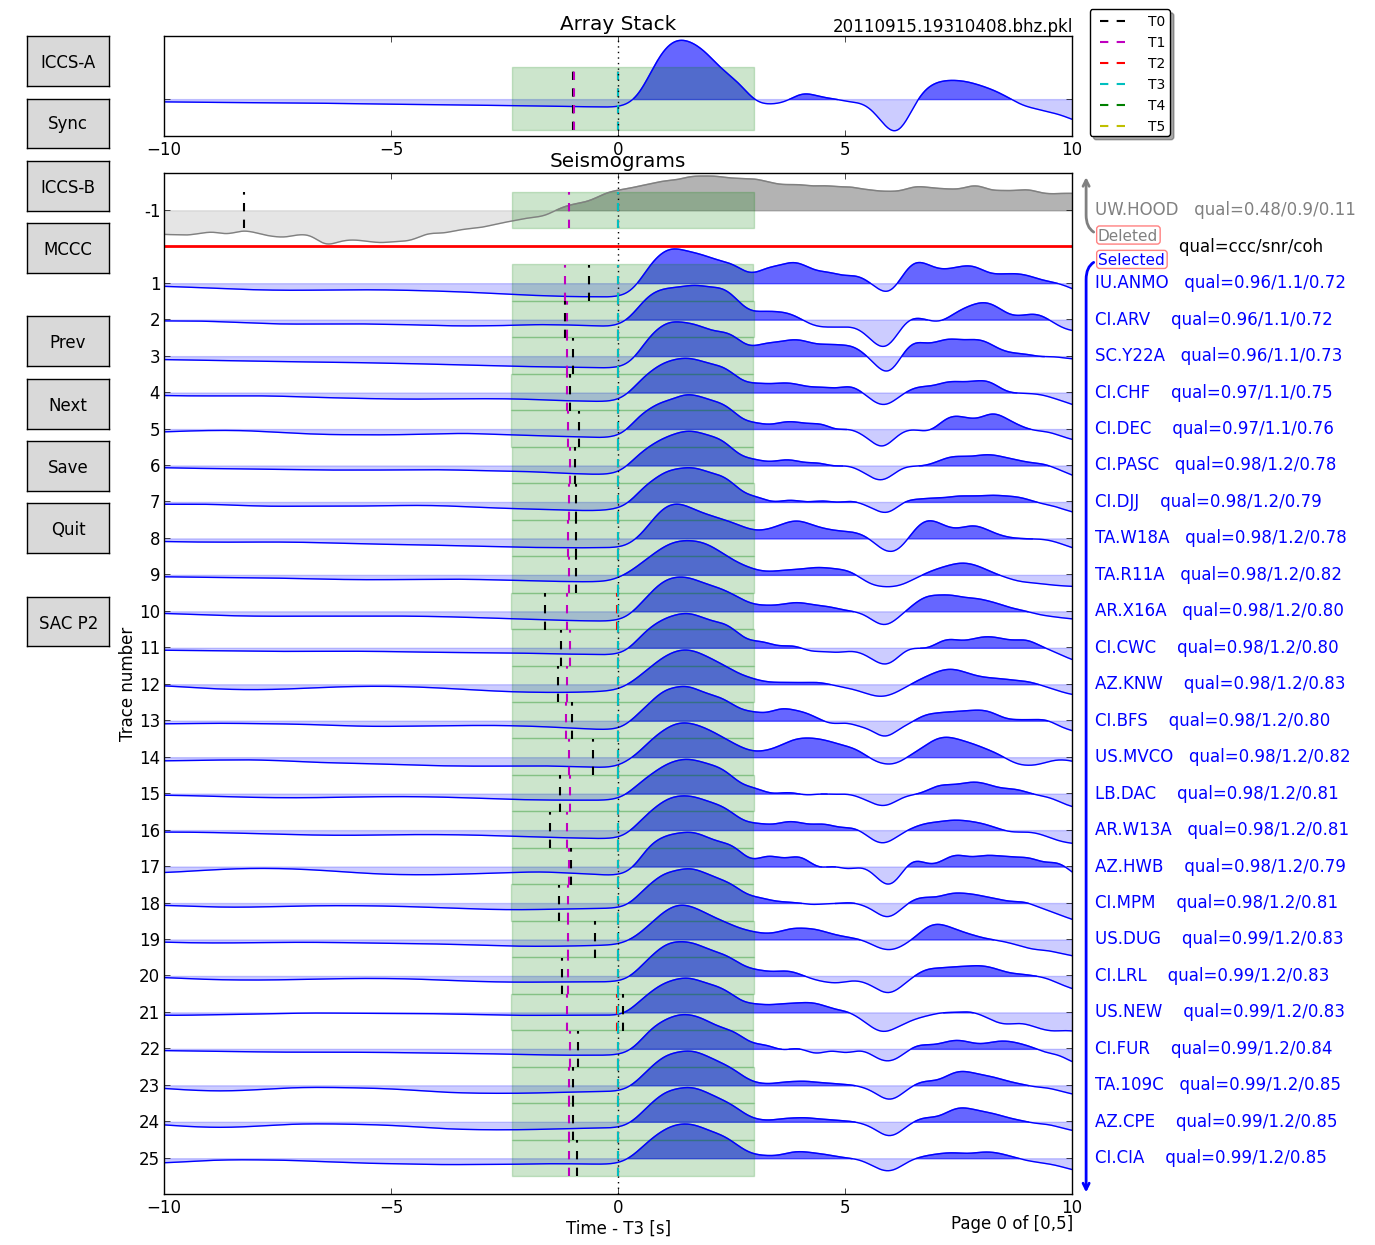 Array Stack
20110915.19310408.bhz.pkl
T0
T1
T2
T3
T4
T5
ICCS-A
Sync
ICCS-B
MCCC
Prev
Next
Save
Quit
SAC P2
−10 −5 0 5 10
Seismograms
Trace number
-1 UW.HOOD qual=0.48/0.9/0.11
Deleted
qual=ccc/snr/coh
Selected
1 IU.ANMO qual=0.96/1.1/0.72
2 CI.ARV qual=0.96/1.1/0.72
3 SC.Y22A qual=0.96/1.1/0.73
4 CI.CHF qual=0.97/1.1/0.75
5 CI.DEC qual=0.97/1.1/0.76
6 CI.PASC qual=0.98/1.2/0.78
7 CI.DJJ qual=0.98/1.2/0.79
8 TA.W18A qual=0.98/1.2/0.78
9 TA.R11A qual=0.98/1.2/0.82
10 AR.X16A qual=0.98/1.2/0.80
11 CI.CWC qual=0.98/1.2/0.80
12 AZ.KNW qual=0.98/1.2/0.83
13 CI.BFS qual=0.98/1.2/0.80
14 US.MVCO qual=0.98/1.2/0.82
15 LB.DAC qual=0.98/1.2/0.81
16 AR.W13A qual=0.98/1.2/0.81
17 AZ.HWB qual=0.98/1.2/0.79
18 CI.MPM qual=0.98/1.2/0.81
19 US.DUG qual=0.99/1.2/0.83
20 CI.LRL qual=0.99/1.2/0.83
21 US.NEW qual=0.99/1.2/0.83
22 CI.FUR qual=0.99/1.2/0.84
23 TA.109C qual=0.99/1.2/0.85
24 AZ.CPE qual=0.99/1.2/0.85
25 CI.CIA qual=0.99/1.2/0.85
−10 −5 0 5 10
Time - T3 [s]
Page 0 of [0,5]